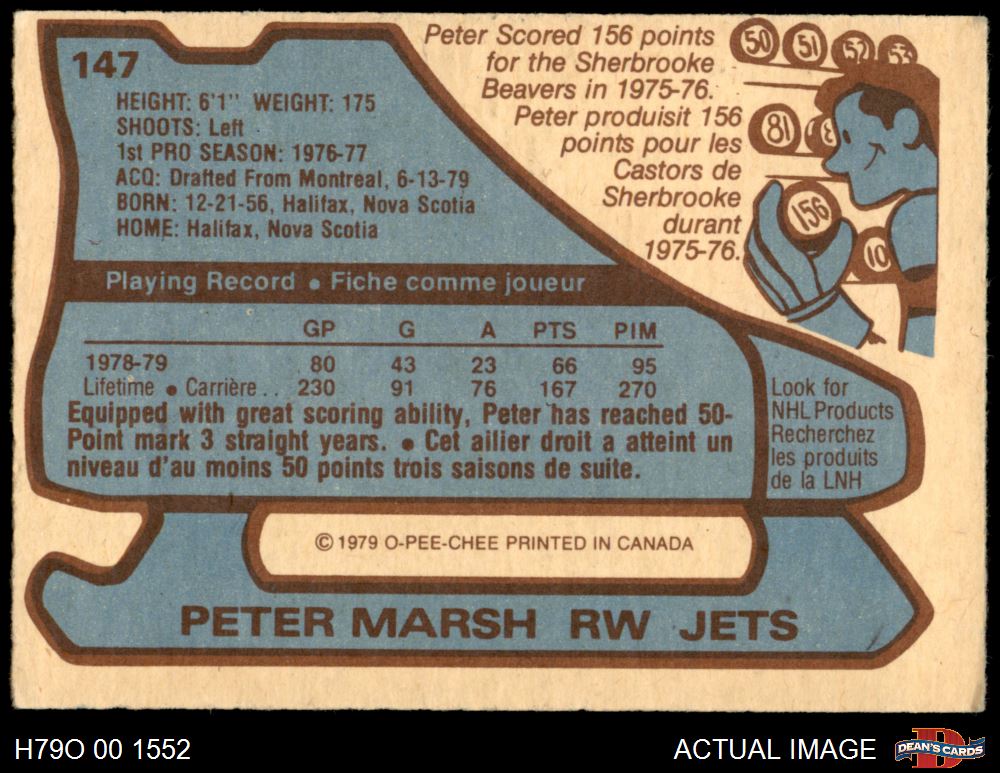 147
HEIGHT: 6'1" WEIGHT: 175
SHOOTS: Left
1st PRO SEASON: 1976-77
ACQ: Drafted From Montreal, 6-13-79
BORN: 12-21-56, Halifax, Nova Scotia
HOME: Halifax, Nova Scotia
Peter Scored 156 points
for the Sherbrooke
Beavers in 1975-76.
Peter produisit 156
points pour les
Castors de
Sherbrooke
durant
1975-76.
50 51 52 53
81
156
10
Playing Record • Fiche comme joueur
GP G A PTS PIM
1978-79 80 43 23 66 95
Lifetime • Carrière . . 230 91 76 167 270
Equipped with great scoring ability, Peter has reached 50-
Point mark 3 straight years. • Cet ailier droit a atteint un
niveau d'au moins 50 points trois saisons de suite.
Look for
NHL Products
Recherchez
les produits
de la LNH
© 1979 O-PEE-CHEE PRINTED IN CANADA
PETER MARSH RW JETS
H79O 00 1552
ACTUAL IMAGE
DEAN'S CARDS